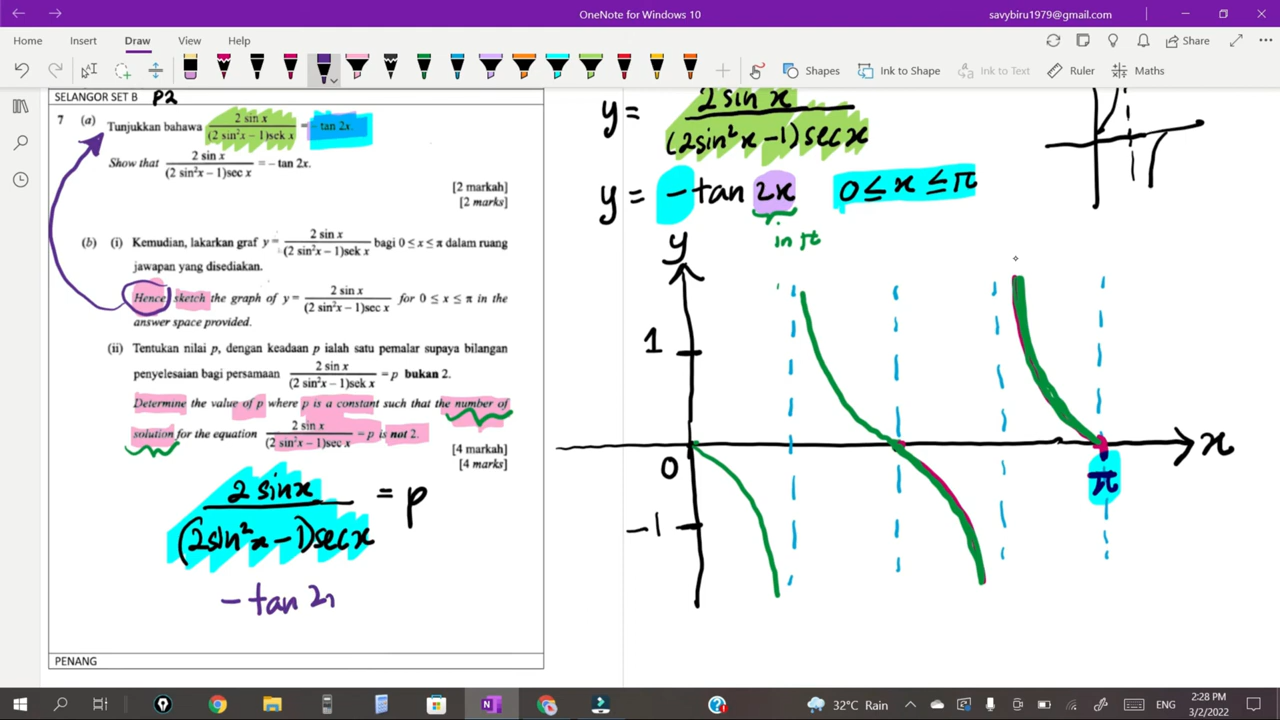 OneNote for Windows 10
savybiru1979@gmail.com
Home Insert Draw View Help
Share
Shapes
Ink to Shape
Ink to Text
Ruler
Maths
SELANGOR SET B P2
7 (a) Tunjukkan bahawa 2 sin x / (2 sin²x − 1)sek x = − tan 2x.
Show that 2 sin x / (2 sin²x − 1)sec x = − tan 2x.
[2 markah]
[2 marks]
(b) (i) Kemudian, lakarkan graf y = 2 sin x / (2 sin²x − 1)sek x bagi 0 ≤ x ≤ π dalam ruang
jawapan yang disediakan.
Hence sketch the graph of y = 2 sin x / (2 sin²x − 1)sec x for 0 ≤ x ≤ π in the
answer space provided.
(ii) Tentukan nilai p, dengan keadaan p ialah satu pemalar supaya bilangan
penyelesaian bagi persamaan 2 sin x / (2 sin²x − 1)sek x = p bukan 2.
Determine the value of p where p is a constant such that the number of
solution for the equation 2 sin x / (2 sin²x − 1)sec x = p is not 2.
[4 markah]
[4 marks]
2 sin x / (2 sin²x − 1) sec x = p
− tan 2x
PENANG
y = 2 sin x / (2 sin²x − 1) sec x
y = − tan 2x 0 ≤ x ≤ π
in π
y
1
0
−1
π
x
32°C Rain
ENG
2:28 PM
3/2/2022